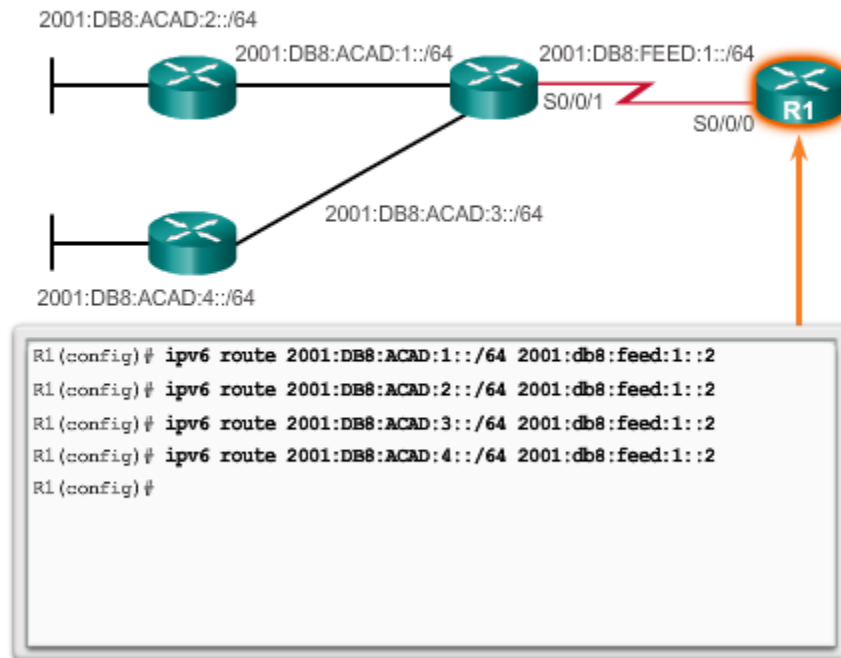 2001:DB8:ACAD:2::/64
2001:DB8:ACAD:1::/64
2001:DB8:FEED:1::/64
S0/0/1
R1
S0/0/0
2001:DB8:ACAD:3::/64
2001:DB8:ACAD:4::/64
R1(config)# ipv6 route 2001:DB8:ACAD:1::/64 2001:db8:feed:1::2
R1(config)# ipv6 route 2001:DB8:ACAD:2::/64 2001:db8:feed:1::2
R1(config)# ipv6 route 2001:DB8:ACAD:3::/64 2001:db8:feed:1::2
R1(config)# ipv6 route 2001:DB8:ACAD:4::/64 2001:db8:feed:1::2
R1(config)#